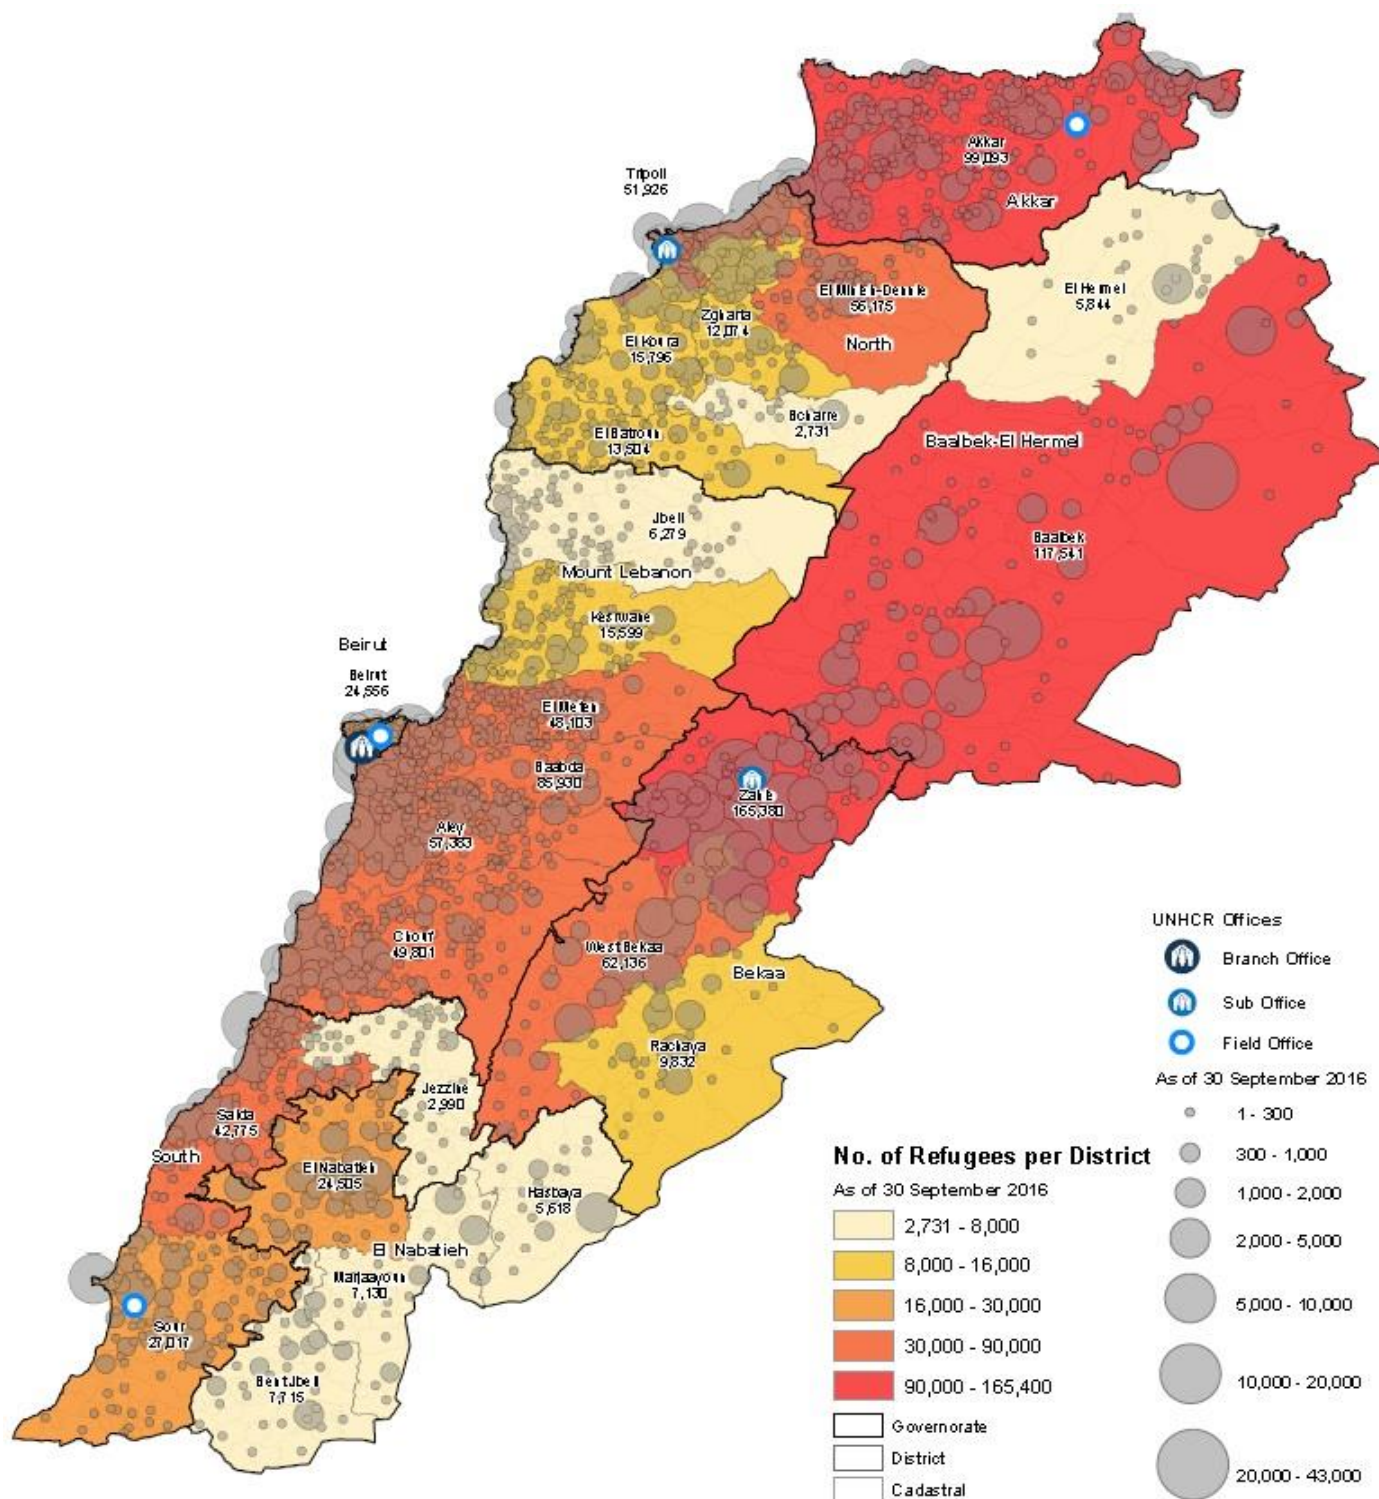 Akkar
99,093
Akkar
Tripoli
51,926
El Hermel
5,844
El Minieh-Dennie
56,175
Zgharta
12,074
El Koura
15,796
North
Bcharre
2,731
El Batroun
13,504
Baalbek-El Hermel
Baalbek
117,541
Jbeil
6,279
Mount Lebanon
Kesrwane
15,599
Beirut
Beirut
24,556
El Meten
48,103
Baabda
85,930
Zahle
165,380
Aley
57,383
Chouf
49,801
West Bekaa
62,136
Bekaa
Rachaya
9,832
Jezzine
2,990
Saida
42,775
South
El Nabatieh
24,505
Hasbaya
5,618
El Nabatieh
Marjaayoun
7,130
Sour
27,017
Bent Jbeil
7,715
UNHCR Offices
Branch Office
Sub Office
Field Office
As of 30 September 2016
1 - 300
300 - 1,000
1,000 - 2,000
2,000 - 5,000
5,000 - 10,000
10,000 - 20,000
20,000 - 43,000
No. of Refugees per District
As of 30 September 2016
2,731 - 8,000
8,000 - 16,000
16,000 - 30,000
30,000 - 90,000
90,000 - 165,400
Governorate
District
Cadastral